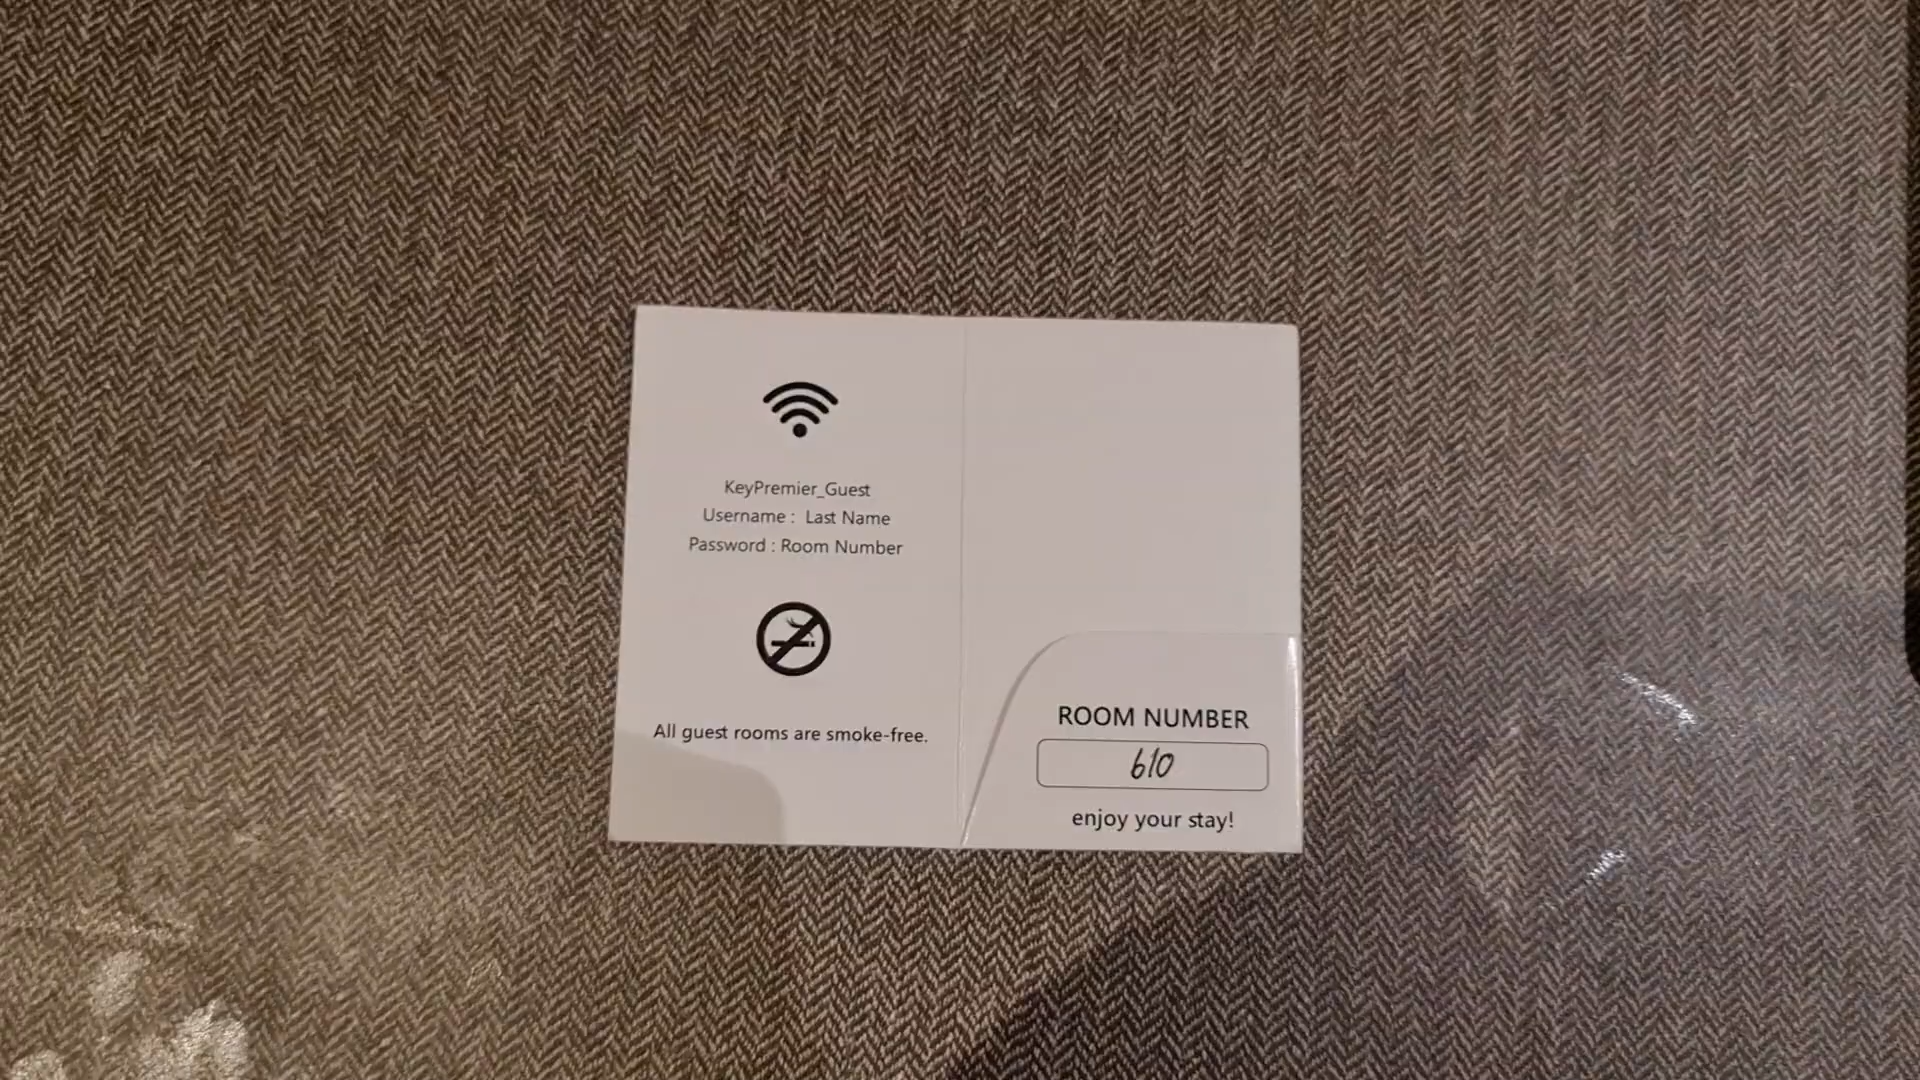 KeyPremier_Guest
Username : Last Name
Password : Room Number
All guest rooms are smoke-free.
ROOM NUMBER
610
enjoy your stay!